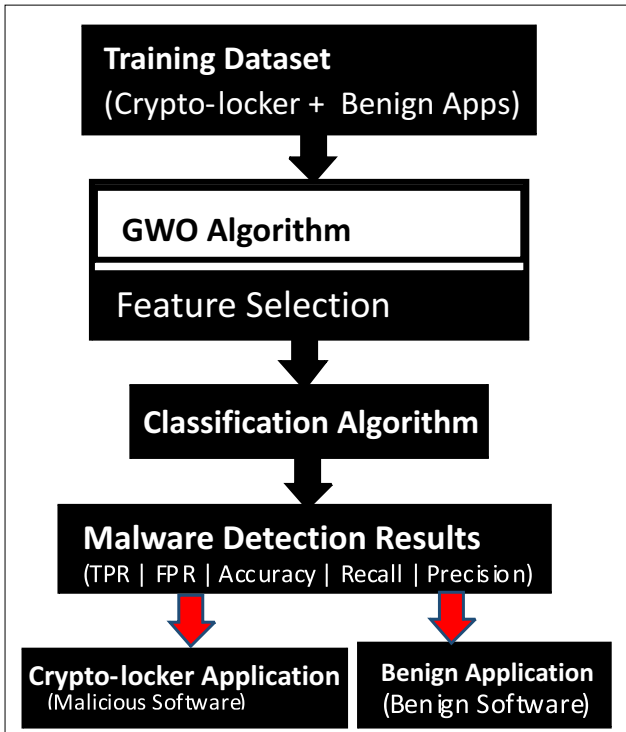 Training Dataset
(Crypto-locker + Benign Apps)
GWO Algorithm
Feature Selection
Classification Algorithm
Malware Detection Results
(TPR | FPR | Accuracy | Recall | Precision)
Crypto-locker Application
(Malicious Software)
Benign Application
(Benign Software)